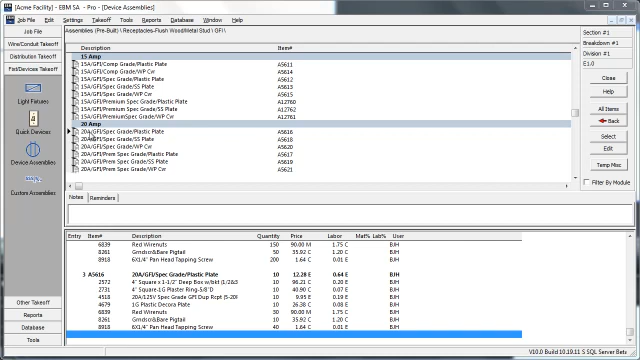 [Acme Facility] - EBM SA - Pro - [Device Assemblies]
Job File Edit Settings Takeoff Tools Reports Database Window Help
Job File
Wire/Conduit Takeoff
Distribution Takeoff
Fixt/Devices Takeoff
Light Fixtures
Quick Devices
Device Assemblies
Custom Assemblies
Other Takeoff
Reports
Database
Tools
Assemblies (Pre-Built) \ Receptacles-Flush Wood/Metal Stud \ GFI \
Description Item#
15 Amp
15A/GFI/Comp Grade/Plastic Plate A5611
15A/GFI/Comp Grade/WP Cvr A5614
15A/GFI/Spec Grade/Plastic Plate A5612
15A/GFI/Spec Grade/SS Plate A5613
15A/GFI/Spec Grade/WP Cvr A5615
15A/GFI/Premium Spec Grade/Plastic Plate A12760
15A/GFI/Premium Spec Grade/SS Plate A12762
15A/GFI/PremiumSpec Grade/WP Cvr A12761
20 Amp
20A/GFI/Spec Grade/Plastic Plate A5616
20A/GFI/Spec Grade/SS Plate A5618
20A/GFI/Spec Grade/WP Cvr A5620
20A/GFI/Prem Spec Grade/Plastic Plate A5617
20A/GFI/Prem Spec Grade/SS Plate A5619
20A/GFI/Prem Spec Grade/WP Cvr A5621
Notes Reminders
Entry Item# Description Quantity Price Labor Mat% Lab% User
6839 Red Wirenuts 150 90.00 M 1.75 C BJH
8261 Grndscr&Bare Pigtail 50 35.92 C 1.20 C BJH
8918 6X1/4" Pan Head Tapping Screw 200 1.64 C 0.01 E BJH
3 A5616 20A/GFI/Spec Grade/Plastic Plate 10 12.28 E 0.64 E BJH
2572 4" Square x 1-1/2" Deep Box w/bkt (1/2&3 10 216.00 C 0.20 E BJH
2731 4" Square-1G Plaster Ring-5/8"D 10 40.90 C 0.07 E BJH
4518 20A/125V Spec Grade GFI Dup Rcpt (5-20I 10 9.95 E 0.19 E BJH
4679 1G Plastic Decora Plate 10 26.38 C 0.08 E BJH
6839 Red Wirenuts 30 90.00 M 1.75 C BJH
8261 Grndscr&Bare Pigtail 10 35.92 C 1.20 C BJH
8918 6X1/4" Pan Head Tapping Screw 40 1.64 C 0.01 E BJH
Section #1
Breakdown #1
Division #1
E1.0
Close
Help
All Items
Back
Select
Edit
Temp Misc
Filter By Module
V10.0 Build 10.19.11 S SQL Server Beta